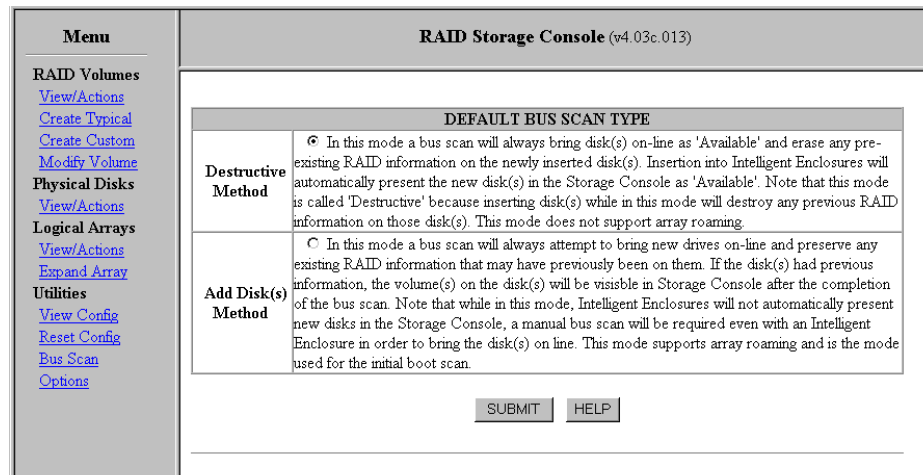 Menu
RAID Volumes
View/Actions
Create Typical
Create Custom
Modify Volume
Physical Disks
View/Actions
Logical Arrays
View/Actions
Expand Array
Utilities
View Config
Reset Config
Bus Scan
Options
RAID Storage Console (v4.03c.013)
DEFAULT BUS SCAN TYPE
Destructive
Method
In this mode a bus scan will always bring disk(s) on-line as 'Available' and erase any pre-
existing RAID information on the newly inserted disk(s). Insertion into Intelligent Enclosures will
automatically present the new disk(s) in the Storage Console as 'Available'. Note that this mode
is called 'Destructive' because inserting disk(s) while in this mode will destroy any previous RAID
information on those disk(s). This mode does not support array roaming.
Add Disk(s)
Method
In this mode a bus scan will always attempt to bring new drives on-line and preserve any
existing RAID information that may have previously been on them. If the disk(s) had previous
information, the volume(s) on the disk(s) will be visible in Storage Console after the completion
of the bus scan. Note that while in this mode, Intelligent Enclosures will not automatically present
new disks in the Storage Console, a manual bus scan will be required even with an Intelligent
Enclosure in order to bring the disk(s) on line. This mode supports array roaming and is the mode
used for the initial boot scan.
SUBMIT HELP